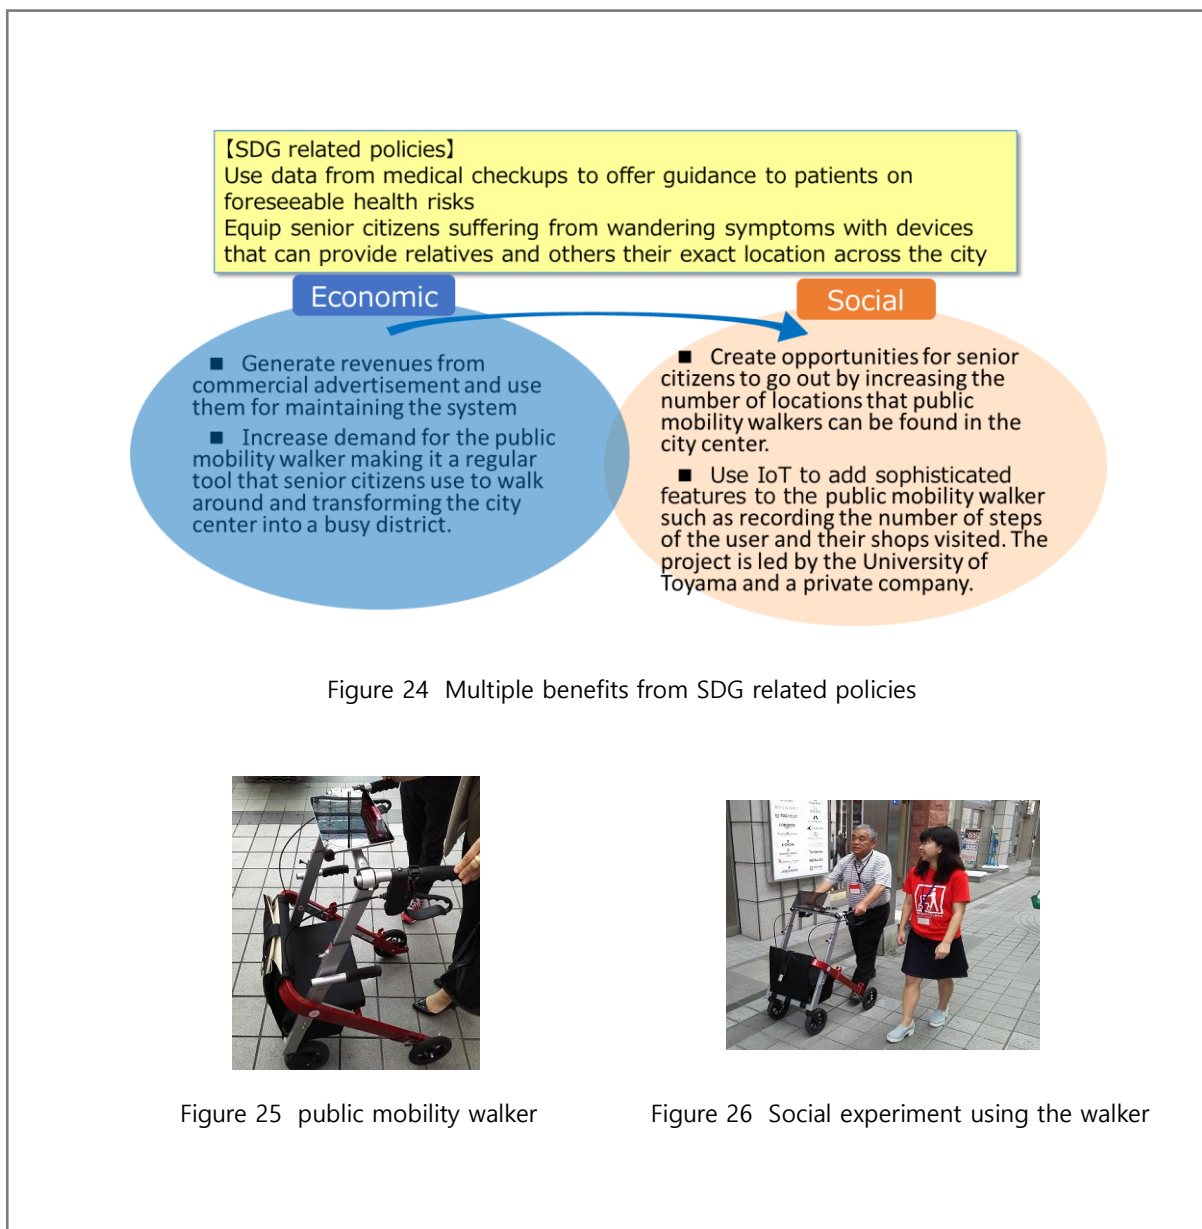 【SDG related policies】
Use data from medical checkups to offer guidance to patients on
foreseeable health risks
Equip senior citizens suffering from wandering symptoms with devices
that can provide relatives and others their exact location across the city
Economic
■ Generate revenues from
commercial advertisement and use
them for maintaining the system
■ Increase demand for the public
mobility walker making it a regular
tool that senior citizens use to walk
around and transforming the city
center into a busy district.
Social
■ Create opportunities for senior
citizens to go out by increasing the
number of locations that public
mobility walkers can be found in the
city center.
■ Use IoT to add sophisticated
features to the public mobility walker
such as recording the number of steps
of the user and their shops visited. The
project is led by the University of
Toyama and a private company.
Figure 24 Multiple benefits from SDG related policies
Figure 25 public mobility walker
Figure 26 Social experiment using the walker